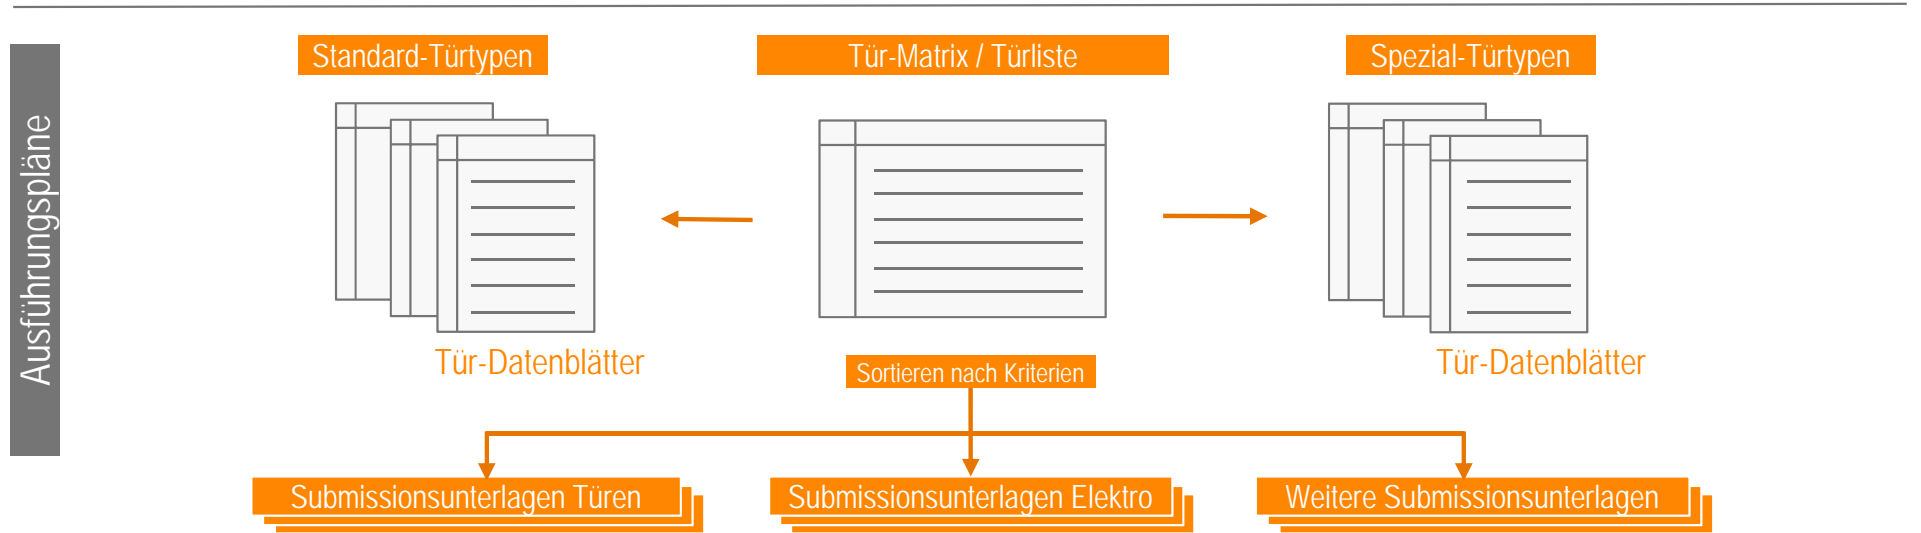 Ausführungspläne
Standard-Türtypen
Tür-Matrix / Türliste
Spezial-Türtypen
Tür-Datenblätter
Sortieren nach Kriterien
Tür-Datenblätter
Submissionsunterlagen Türen
Submissionsunterlagen Elektro
Weitere Submissionsunterlagen